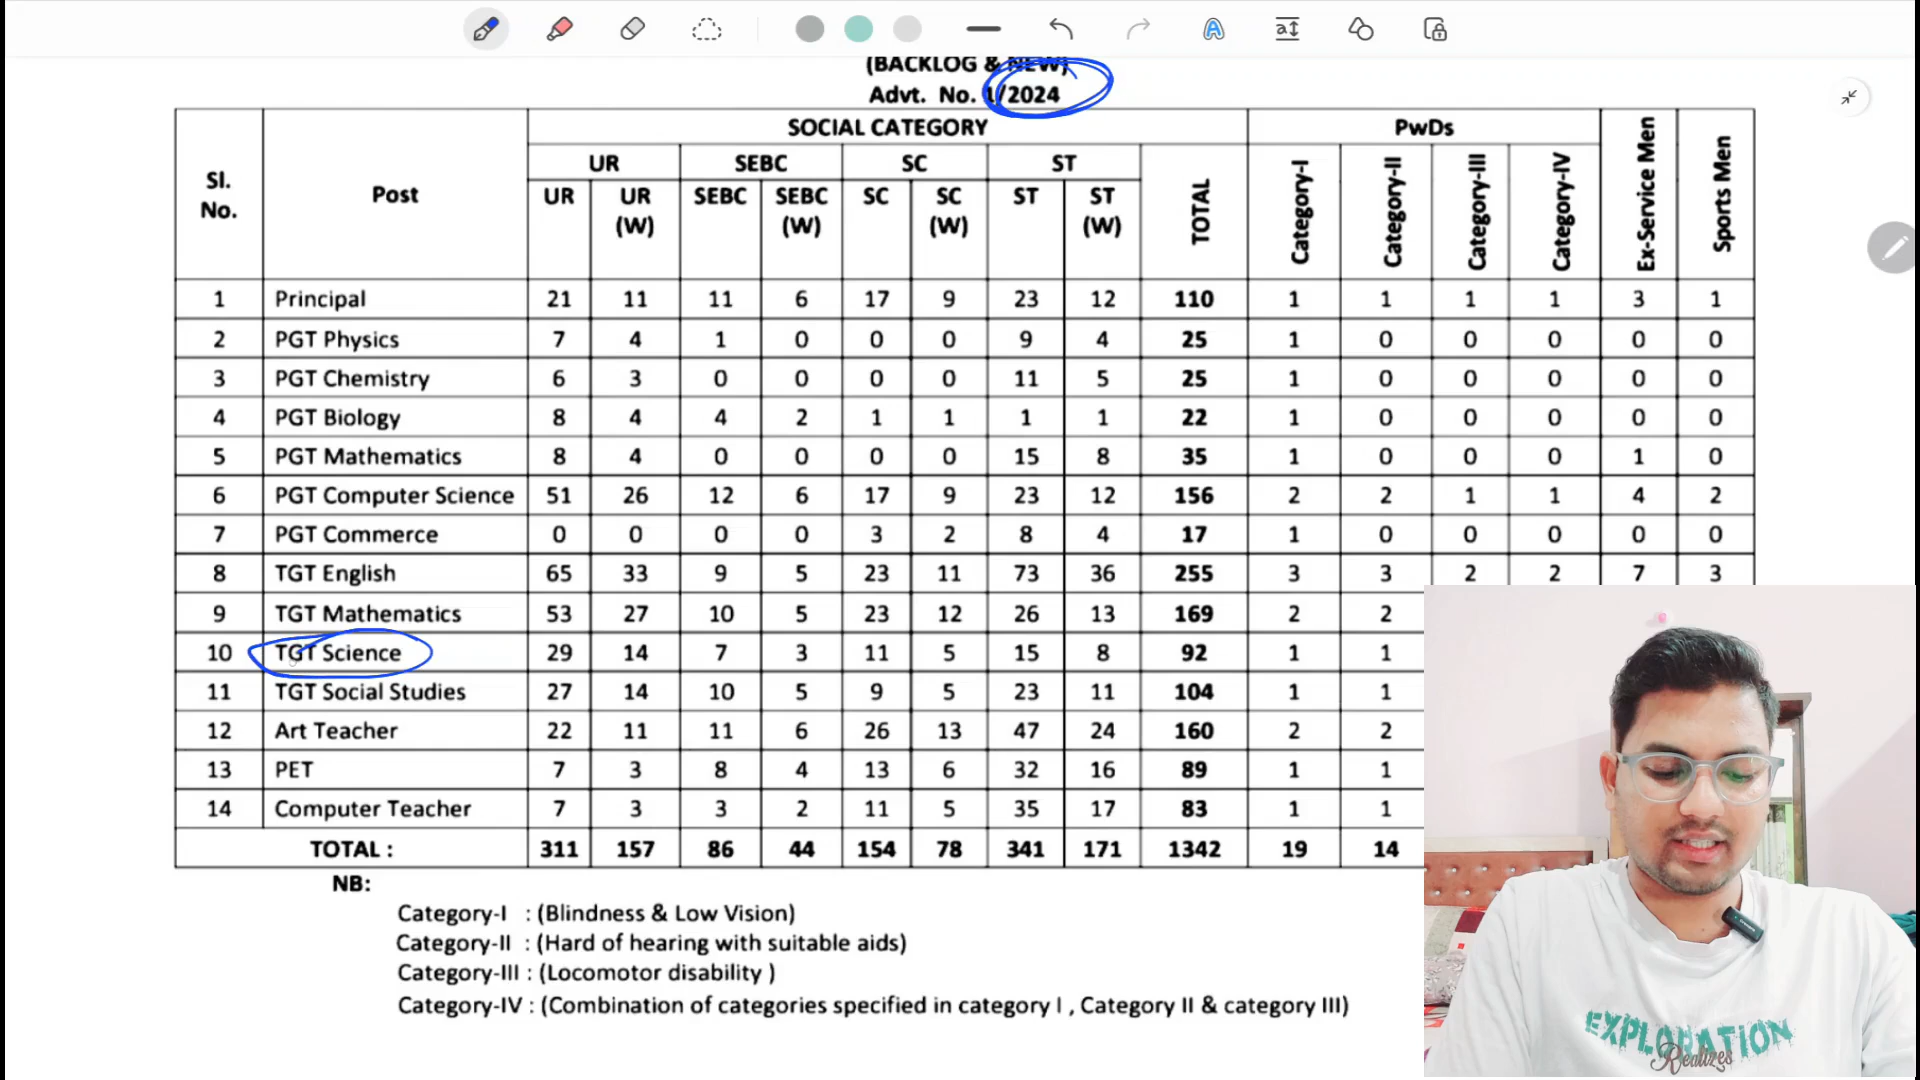 (BACKLOG & NEW)
Advt. No. 1/2024
Sl. No. Post SOCIAL CATEGORY PwDs Ex-Service Men Sports Men
UR SEBC SC ST TOTAL Category-I Category-II Category-III Category-IV
UR UR (W) SEBC SEBC (W) SC SC (W) ST ST (W)
1 Principal 21 11 11 6 17 9 23 12 110 1 1 1 1 3 1
2 PGT Physics 7 4 1 0 0 0 9 4 25 1 0 0 0 0 0
3 PGT Chemistry 6 3 0 0 0 0 11 5 25 1 0 0 0 0 0
4 PGT Biology 8 4 4 2 1 1 1 1 22 1 0 0 0 0 0
5 PGT Mathematics 8 4 0 0 0 0 15 8 35 1 0 0 0 1 0
6 PGT Computer Science 51 26 12 6 17 9 23 12 156 2 2 1 1 4 2
7 PGT Commerce 0 0 0 0 3 2 8 4 17 1 0 0 0 0 0
8 TGT English 65 33 9 5 23 11 73 36 255 3 3 2 2 7 3
9 TGT Mathematics 53 27 10 5 23 12 26 13 169 2 2
10 TGT Science 29 14 7 3 11 5 15 8 92 1 1
11 TGT Social Studies 27 14 10 5 9 5 23 11 104 1 1
12 Art Teacher 22 11 11 6 26 13 47 24 160 2 2
13 PET 7 3 8 4 13 6 32 16 89 1 1
14 Computer Teacher 7 3 3 2 11 5 35 17 83 1 1
TOTAL : 311 157 86 44 154 78 341 171 1342 19 14
NB:
Category-I : (Blindness & Low Vision)
Category-II : (Hard of hearing with suitable aids)
Category-III : (Locomotor disability )
Category-IV : (Combination of categories specified in category I , Category II & category III)
EXPLORATION
Realizes